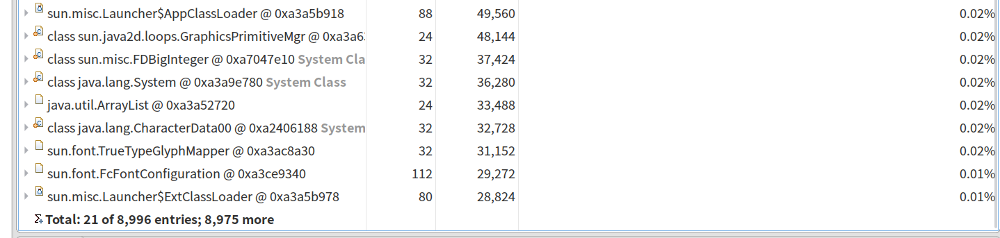 sun.misc.Launcher$AppClassLoader @ 0xa3a5b918 88 49,560 0.02%
class sun.java2d.loops.GraphicsPrimitiveMgr @ 0xa3a6 24 48,144 0.02%
class sun.misc.FDBigInteger @ 0xa7047e10 System Cla 32 37,424 0.02%
class java.lang.System @ 0xa3a9e780 System Class 32 36,280 0.02%
java.util.ArrayList @ 0xa3a52720 24 33,488 0.02%
class java.lang.CharacterData00 @ 0xa2406188 System 32 32,728 0.02%
sun.font.TrueTypeGlyphMapper @ 0xa3ac8a30 32 31,152 0.02%
sun.font.FcFontConfiguration @ 0xa3ce9340 112 29,272 0.01%
sun.misc.Launcher$ExtClassLoader @ 0xa3a5b978 80 28,824 0.01%
Total: 21 of 8,996 entries; 8,975 more